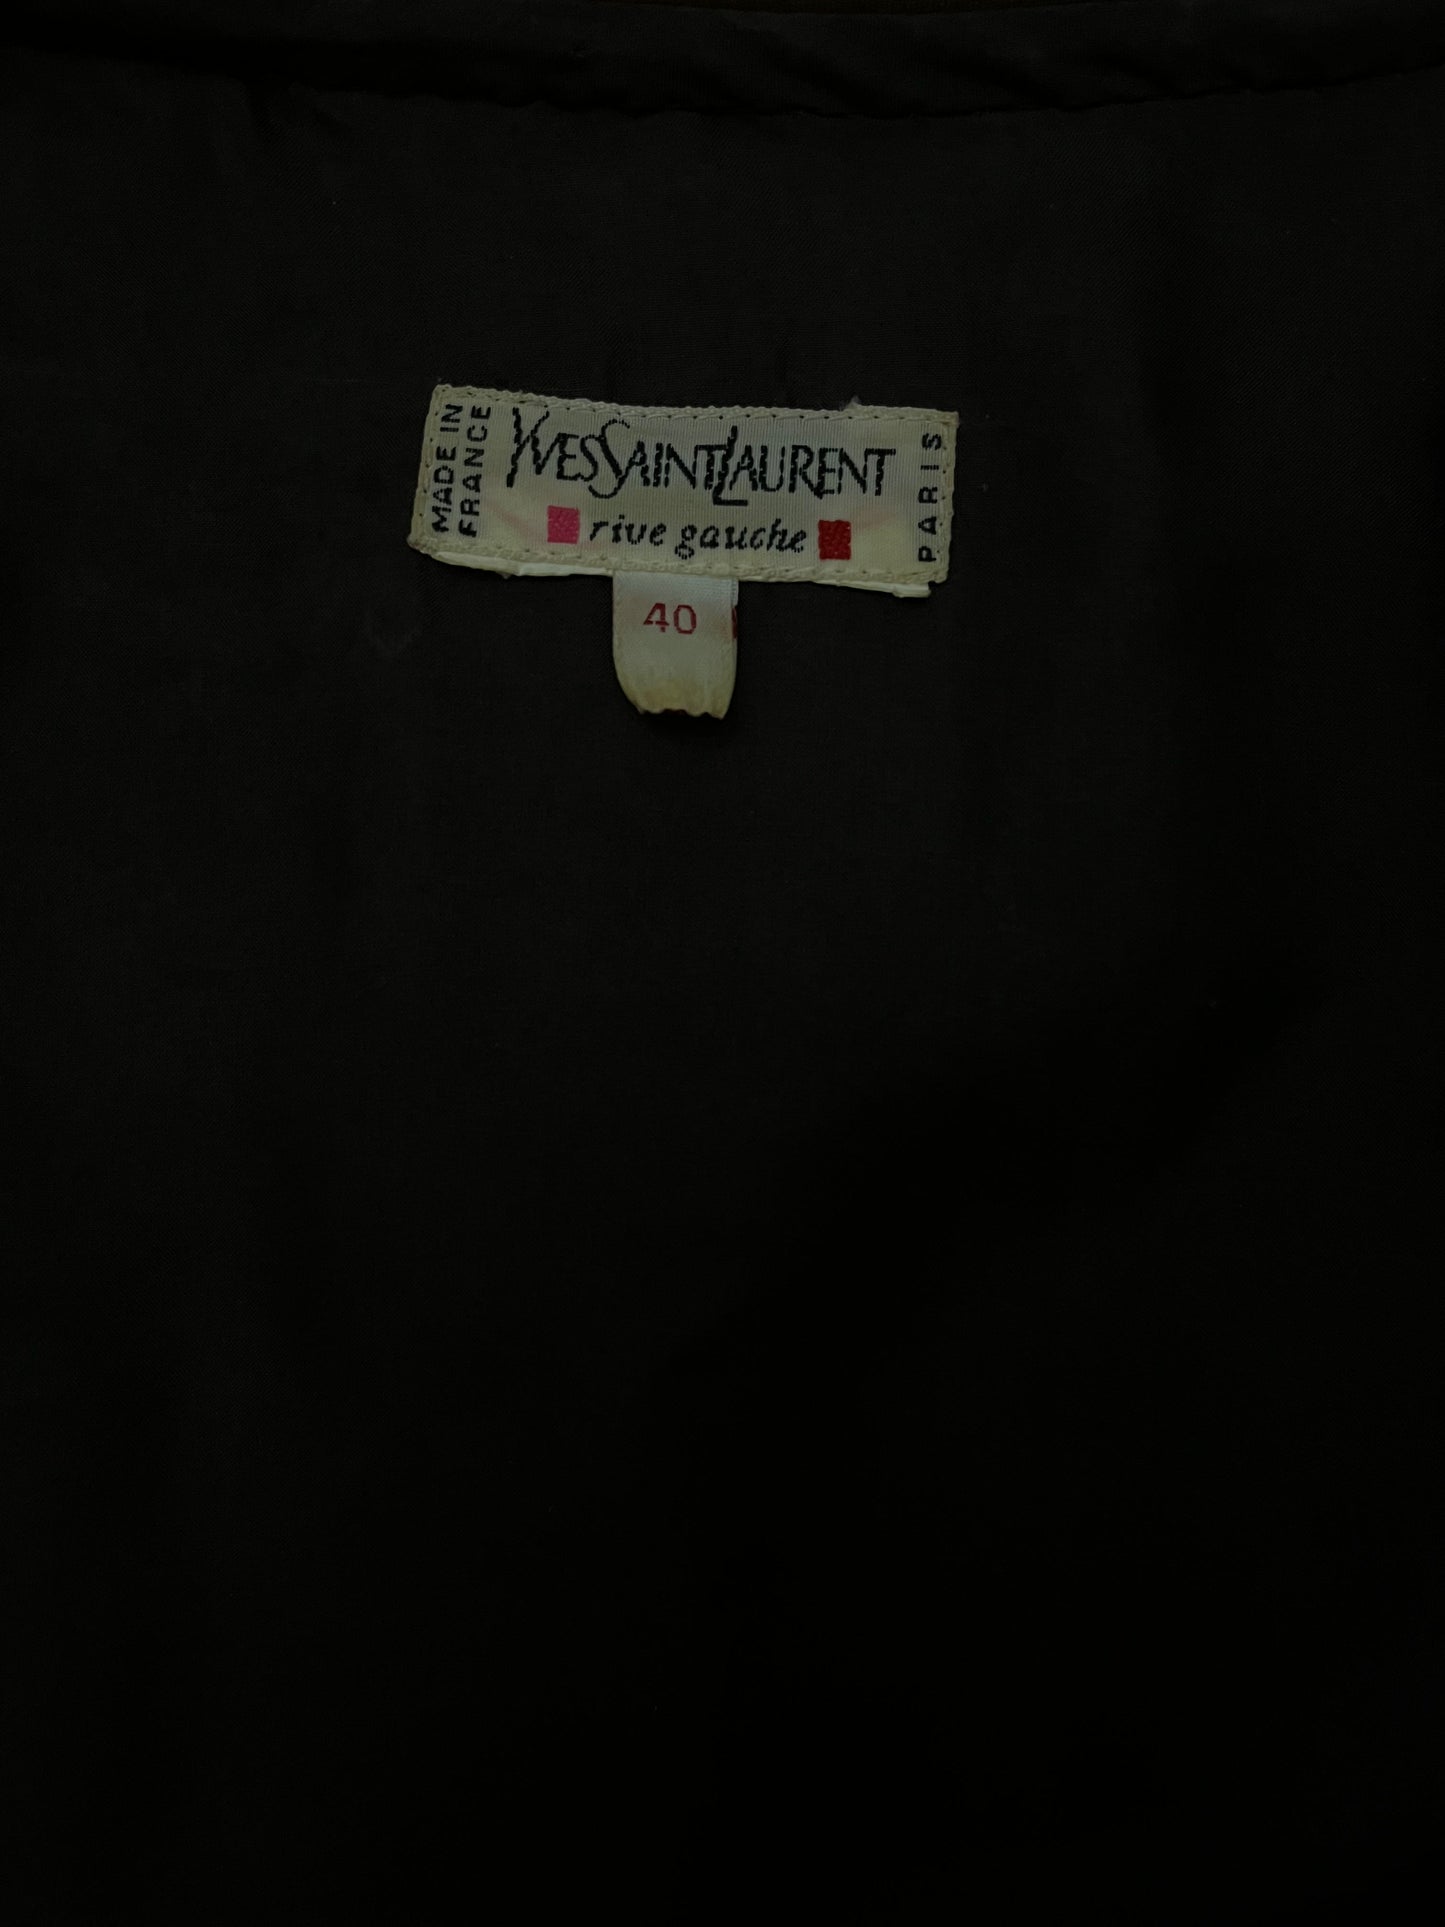 MADE IN
FRANCE
YVESSAINTLAURENT
rive gauche
PARIS
40